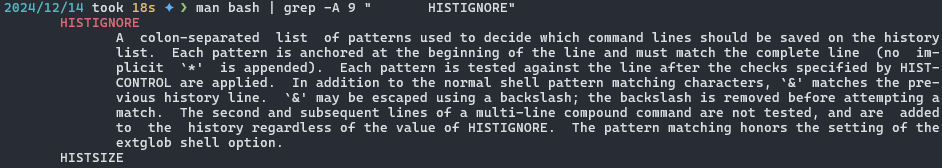 2024/12/14 took 18s ✦ ❯ man bash | grep -A 9 "       HISTIGNORE"
       HISTIGNORE
              A  colon-separated  list  of patterns used to decide which command lines should be saved on the history
              list.  Each pattern is anchored at the beginning of the line and must match the complete line  (no  im‐
              plicit  `*'  is appended).  Each pattern is tested against the line after the checks specified by HIST‐
              CONTROL are applied.  In addition to the normal shell pattern matching characters, `&' matches the pre‐
              vious history line.  `&' may be escaped using a backslash; the backslash is removed before attempting a
              match.  The second and subsequent lines of a multi-line compound command are not tested, and are  added
              to  the  history regardless of the value of HISTIGNORE.  The pattern matching honors the setting of the
              extglob shell option.
       HISTSIZE